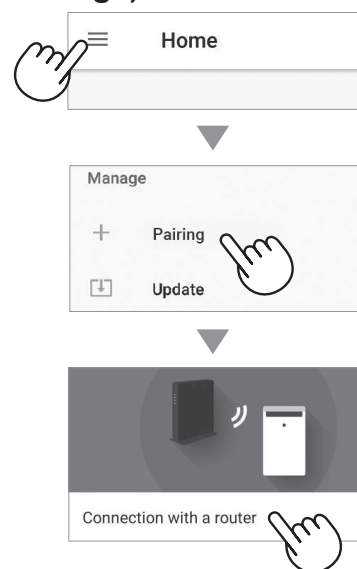 Home
Manage
Pairing
Update
Connection with a router